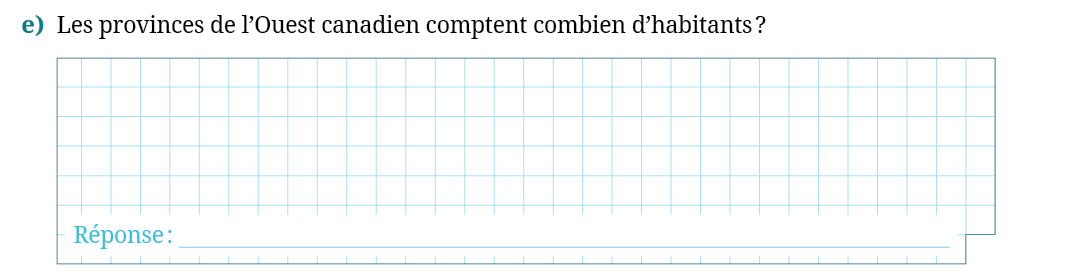 e) Les provinces de l’Ouest canadien comptent combien d’habitants ?
Réponse :